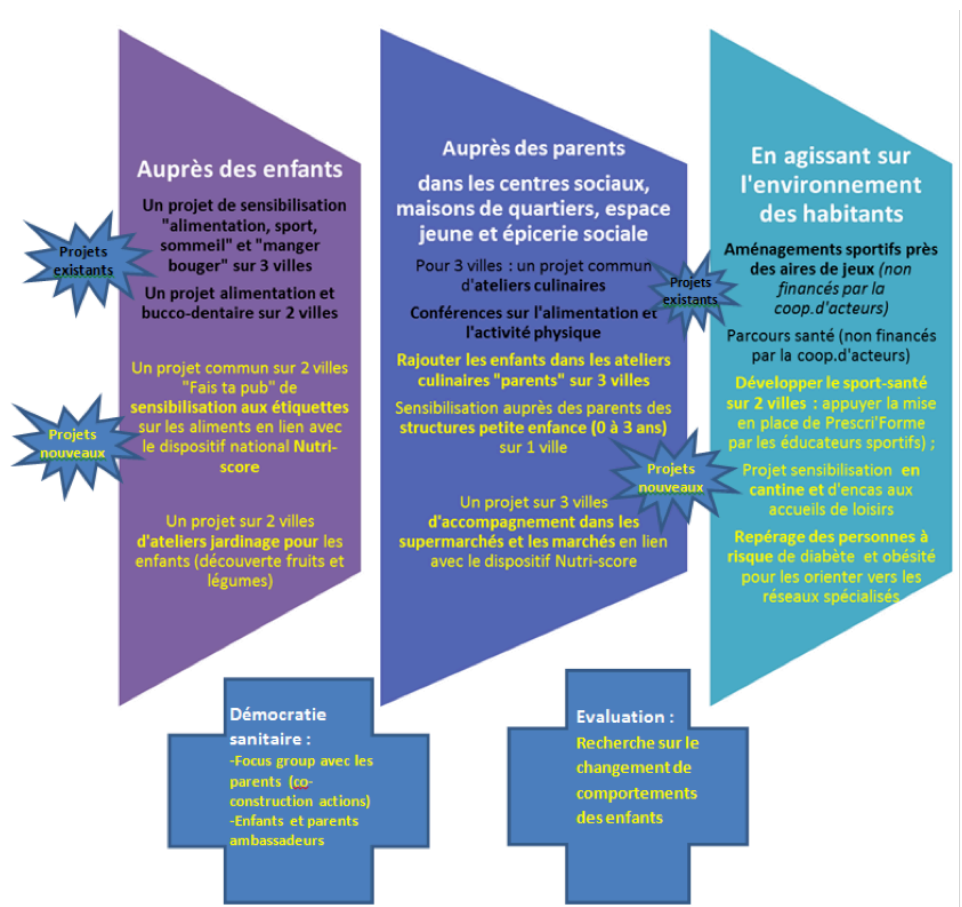 Auprès des enfants
Un projet de sensibilisation
"alimentation, sport,
sommeil" et "manger
bouger" sur 3 villes
Un projet alimentation et
bucco-dentaire sur 2 villes
Projets
existants
Un projet commun sur 2 villes
"Fais ta pub" de
sensibilisation aux étiquettes
sur les aliments en lien avec
le dispositif national Nutri-
score
Projets
nouveaux
Un projet sur 2 villes
d'ateliers jardinage pour les
enfants (découverte fruits et
légumes)
Auprès des parents
dans les centres sociaux,
maisons de quartiers, espace
jeune et épicerie sociale
Pour 3 villes : un projet commun
d'ateliers culinaires
Conférences sur l'alimentation et
l'activité physique
Rajouter les enfants dans les ateliers
culinaires "parents" sur 3 villes
Sensibilisation auprès des parents des
structures petite enfance (0 à 3 ans)
sur 1 ville
Un projet sur 3 villes
d'accompagnement dans les
supermarchés et les marchés en lien
avec le dispositif Nutri-score
Projets
existants
Projets
nouveaux
En agissant sur
l'environnement
des habitants
Aménagements sportifs près
des aires de jeux (non
financés par la
coop.d'acteurs)
Parcours santé (non financés
par la coop.d'acteurs)
Développer le sport-santé
sur 2 villes : appuyer la mise
en place de Prescri'Forme
par les éducateurs sportifs) ;
Projet sensibilisation en
cantine et d'encas aux
accueils de loisirs
Repérage des personnes à
risque de diabète et obésité
pour les orienter vers les
réseaux spécialisés
Démocratie
sanitaire :
-Focus group avec les
parents (co-
construction actions)
-Enfants et parents
ambassadeurs
Evaluation :
Recherche sur le
changement de
comportements
des enfants